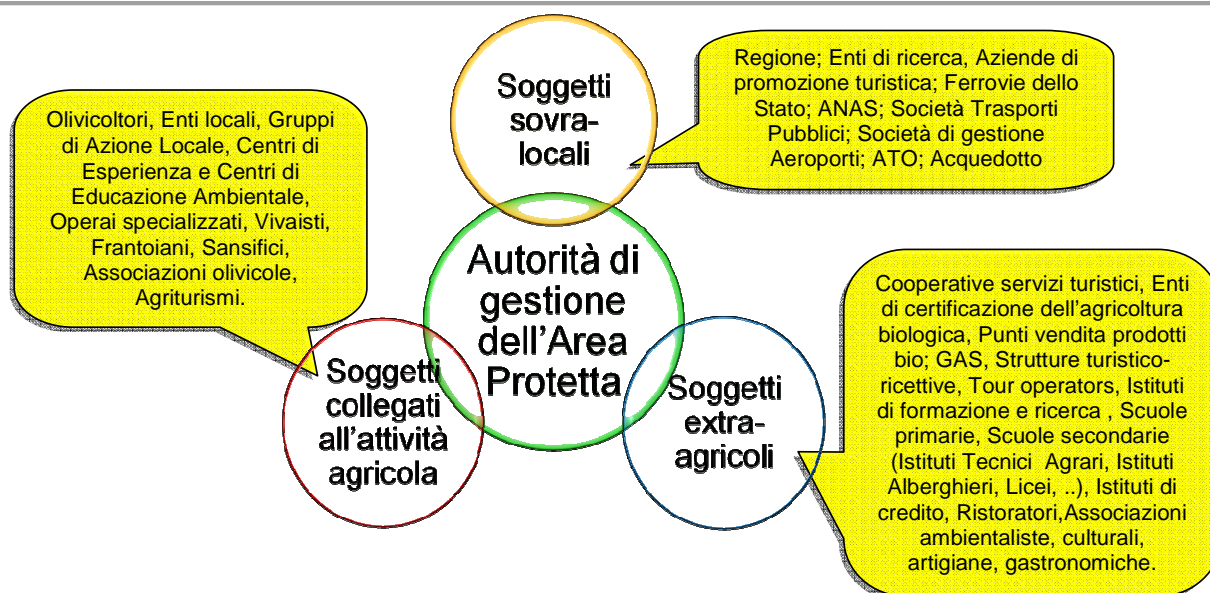 Soggetti
sovra-
locali
Regione; Enti di ricerca, Aziende di
promozione turistica; Ferrovie dello
Stato; ANAS; Società Trasporti
Pubblici; Società di gestione
Aeroporti; ATO; Acquedotto
Olivicoltori, Enti locali, Gruppi
di Azione Locale, Centri di
Esperienza e Centri di
Educazione Ambientale,
Operai specializzati, Vivaisti,
Frantoiani, Sansifici,
Associazioni olivicole,
Agriturismi.
Autorità di
gestione
dell'Area
Protetta
Soggetti
collegati
all'attività
agricola
Soggetti
extra-
agricoli
Cooperative servizi turistici, Enti
di certificazione dell'agricoltura
biologica, Punti vendita prodotti
bio; GAS, Strutture turistico-
ricettive, Tour operators, Istituti
di formazione e ricerca , Scuole
primarie, Scuole secondarie
(Istituti Tecnici Agrari, Istituti
Alberghieri, Licei, ..), Istituti di
credito, Ristoratori,Associazioni
ambientaliste, culturali,
artigiane, gastronomiche.